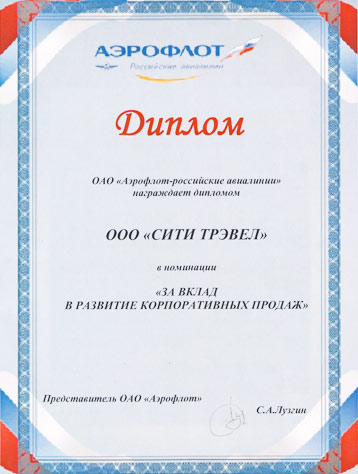 АЭРОФЛОТ
Российские авиалинии
Диплом
ОАО «Аэрофлот-российские авиалинии»
награждает дипломом
ООО «СИТИ ТРЭВЕЛ»
в номинации
«ЗА ВКЛАД
В РАЗВИТИЕ КОРПОРАТИВНЫХ ПРОДАЖ»
Представитель ОАО «Аэрофлот»
С.А.Лузгин